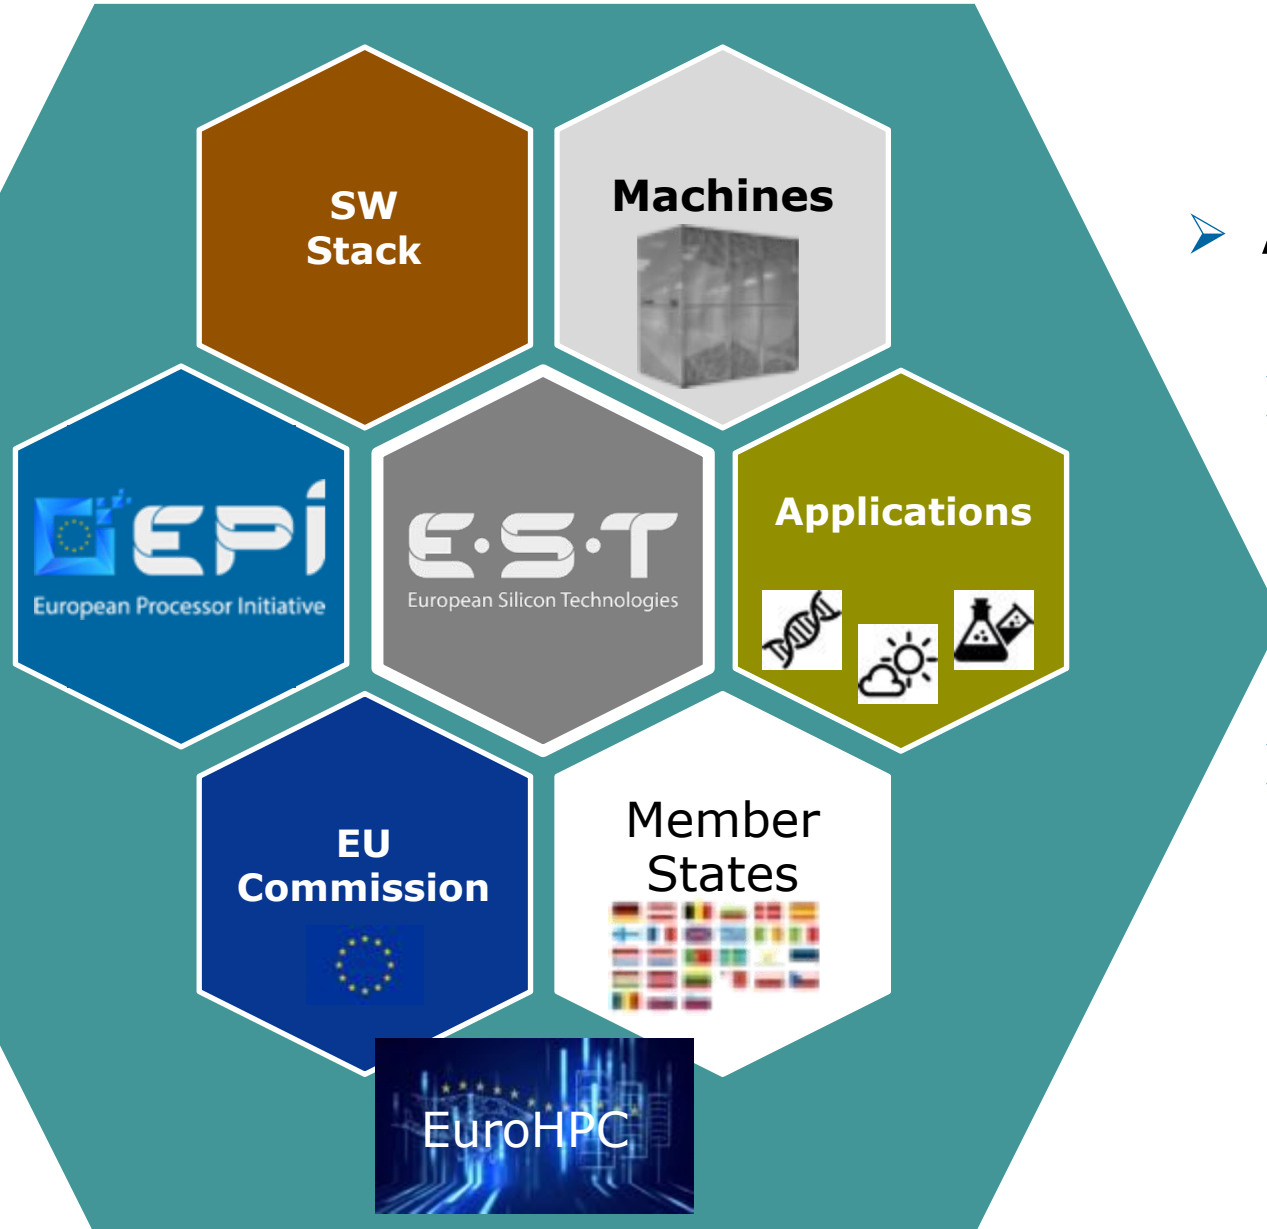 SW
Stack
Machines
EPI
European Processor Initiative
E·S·T
European Silicon Technologies
Applications
EU
Commission
Member
States
EuroHPC